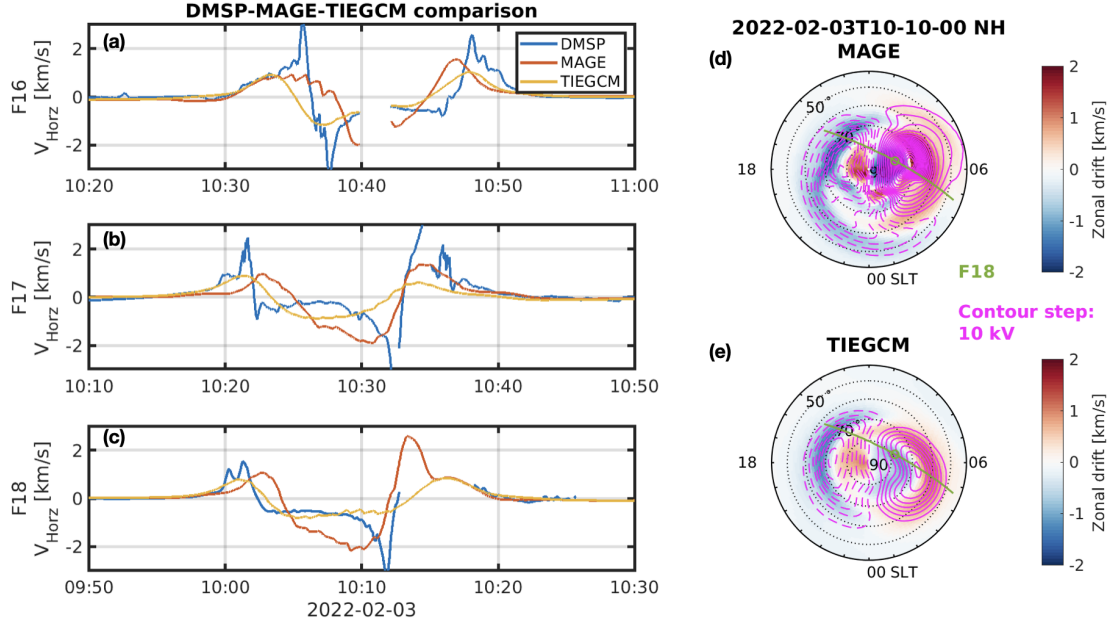 DMSP-MAGE-TIEGCM comparison
(a)
DMSP
MAGE
TIEGCM
F16
V_Horz [km/s]
2
0
-2
10:20
10:30
10:40
10:50
11:00
(b)
F17
V_Horz [km/s]
2
0
-2
10:10
10:20
10:30
10:40
10:50
(c)
F18
V_Horz [km/s]
2
0
-2
09:50
10:00
10:10
10:20
10:30
2022-02-03
2022-02-03T10-10-00 NH
(d)
MAGE
50°
70
9
18
06
00 SLT
2
1
0
-1
-2
Zonal drift [km/s]
F18
Contour step:
10 kV
(e)
TIEGCM
50°
70°
90
18
06
00 SLT
2
1
0
-1
-2
Zonal drift [km/s]